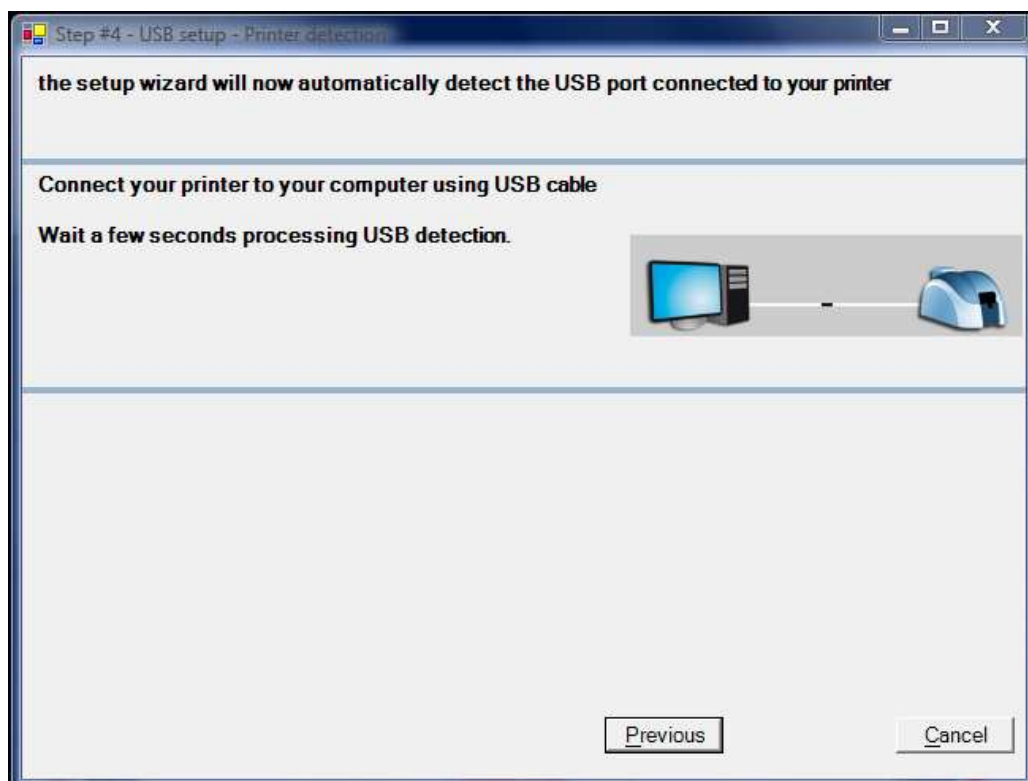 Step #4 - USB setup - Printer detection
the setup wizard will now automatically detect the USB port connected to your printer
Connect your printer to your computer using USB cable
Wait a few seconds processing USB detection.
Previous
Cancel